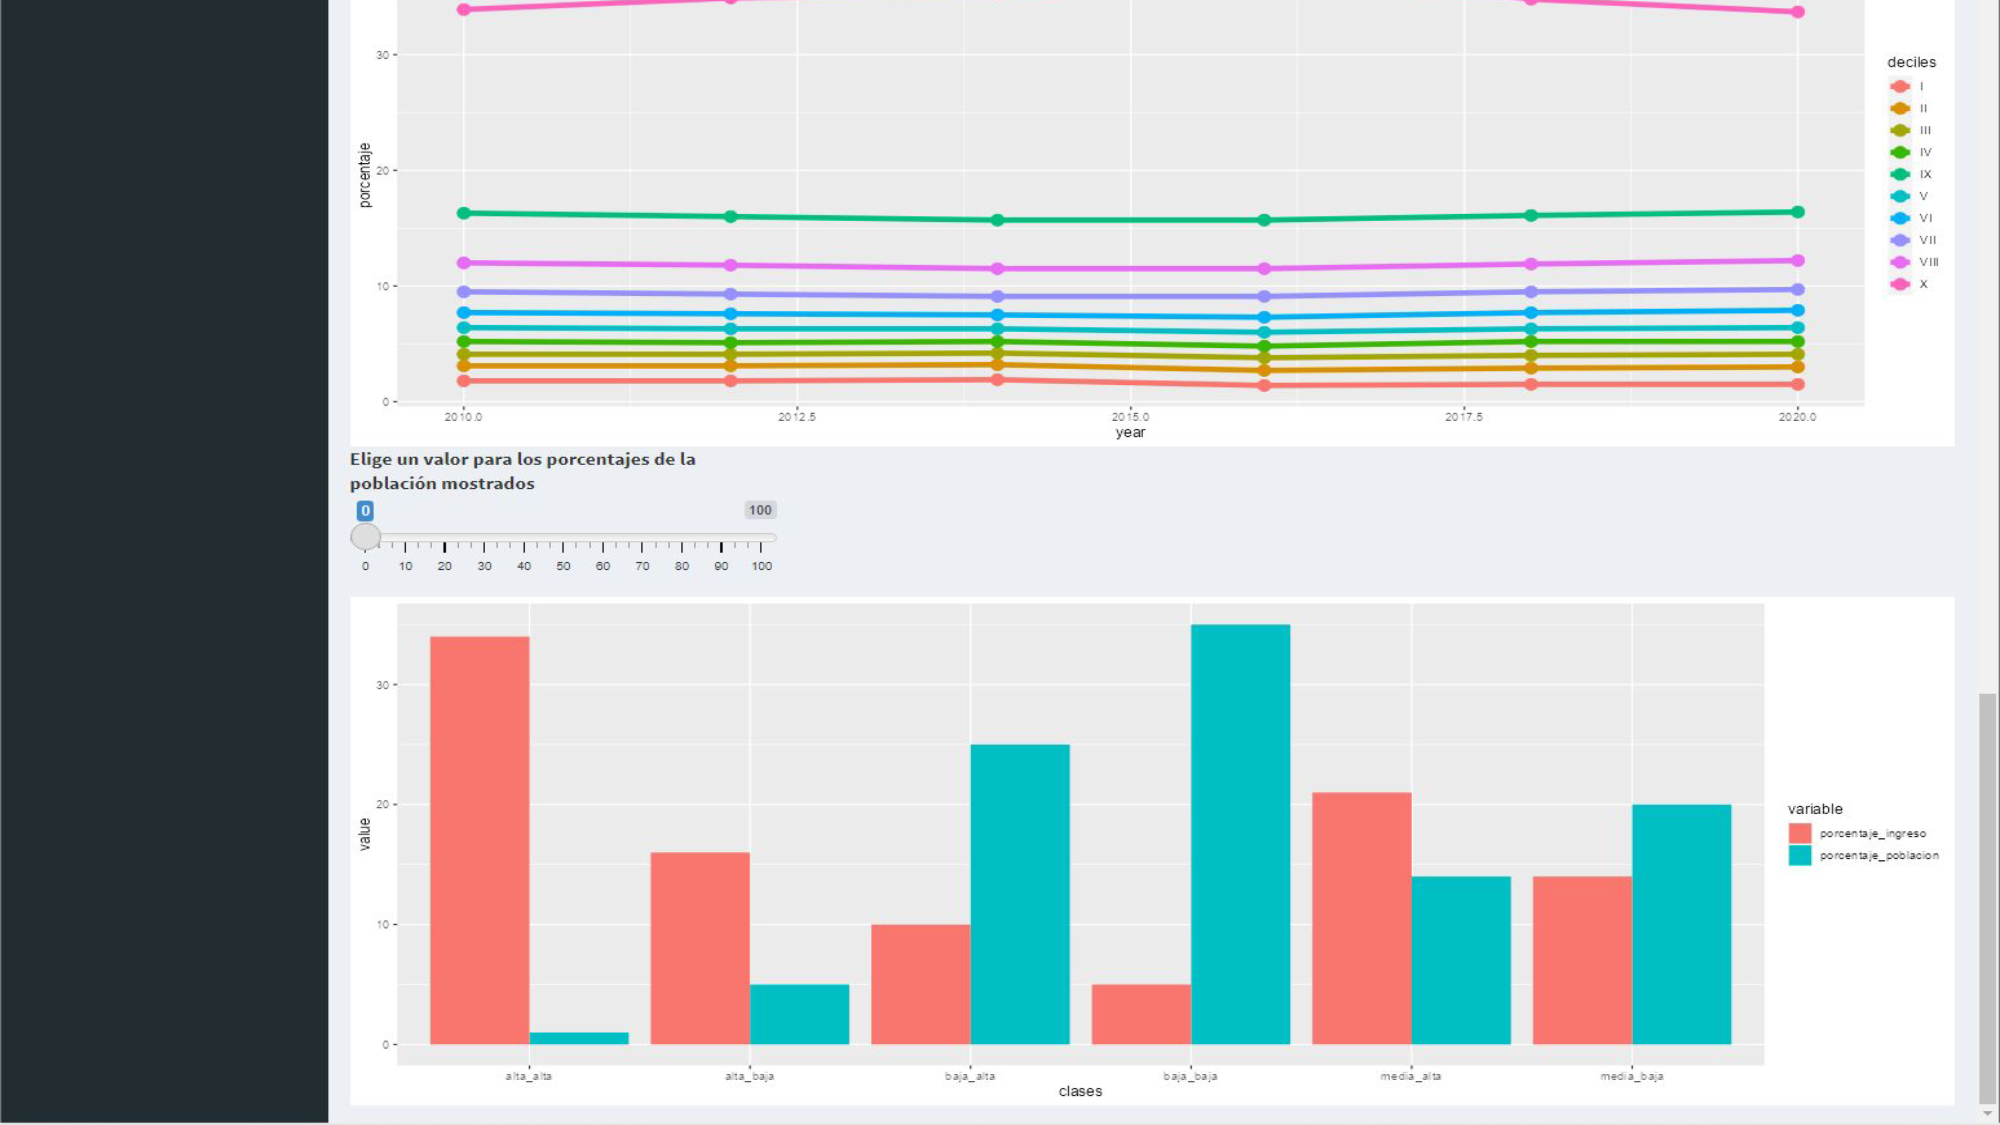 30
20
10
0
porcentaje
2010.0 2012.5 2015.0 2017.5 2020.0
year
deciles
I
II
III
IV
IX
V
VI
VII
VIII
X
Elige un valor para los porcentajes de la
población mostrados
0 100
0 10 20 30 40 50 60 70 80 90 100
30
20
10
0
value
alta_alta alta_baja baja_alta baja_baja media_alta media_baja
clases
variable
porcentaje_ingreso
porcentaje_poblacion